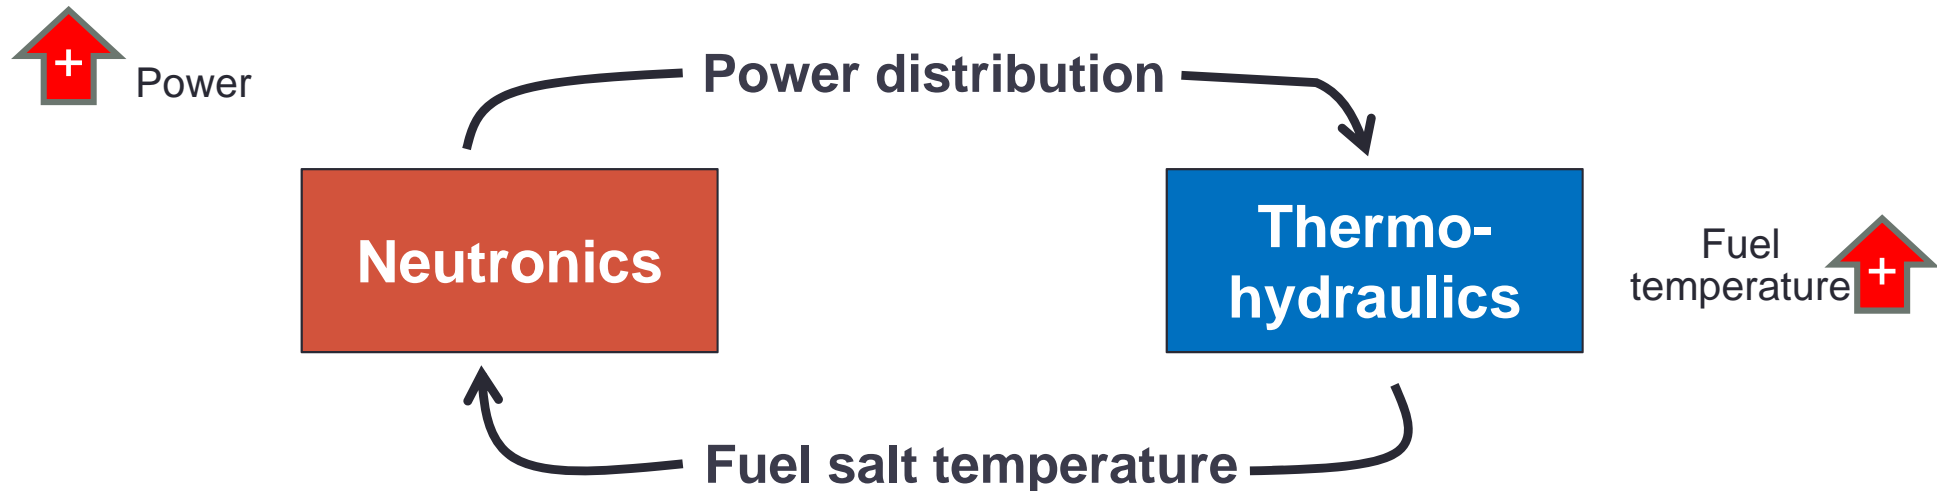 +
Power
Power distribution
Neutronics
Thermo-
hydraulics
Fuel
temperature
+
Fuel salt temperature